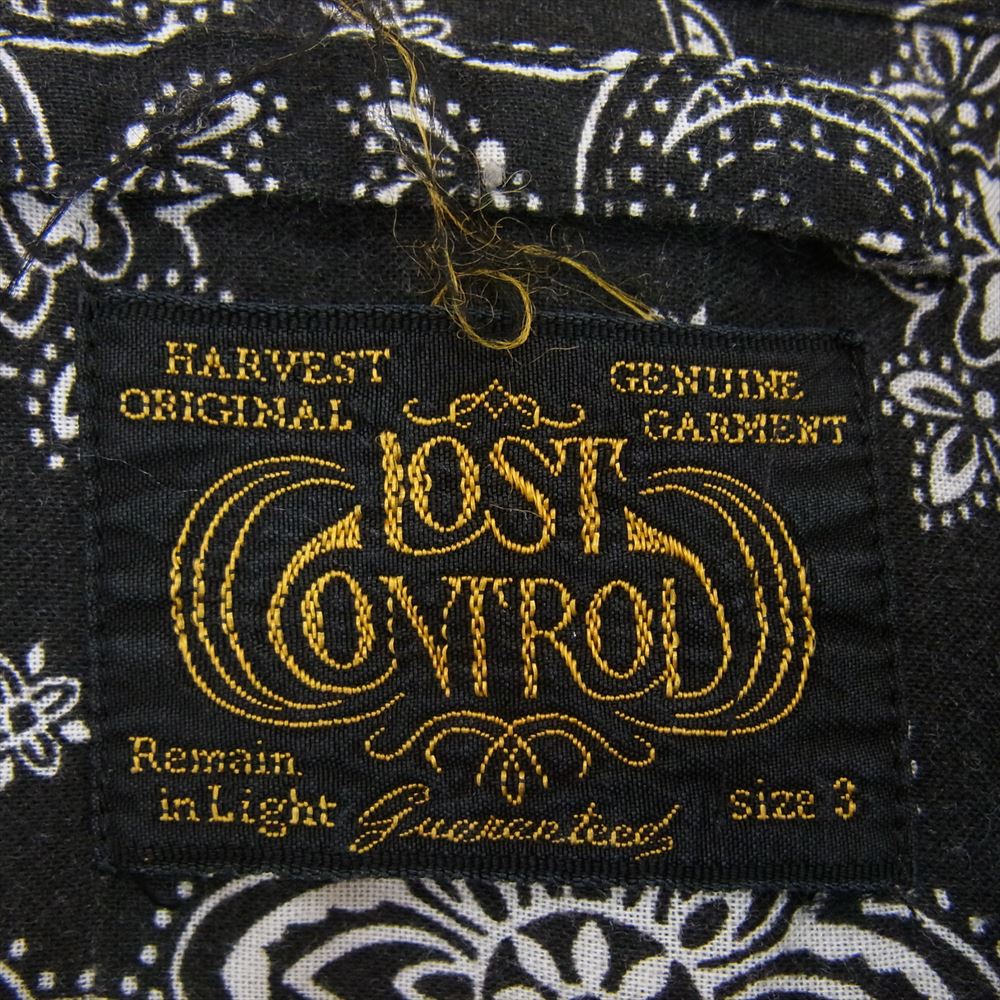 HARVEST
ORIGINAL
GENUINE
GARMENT
LOST
CONTROL
Remain
in Light
Guaranteed
size 3